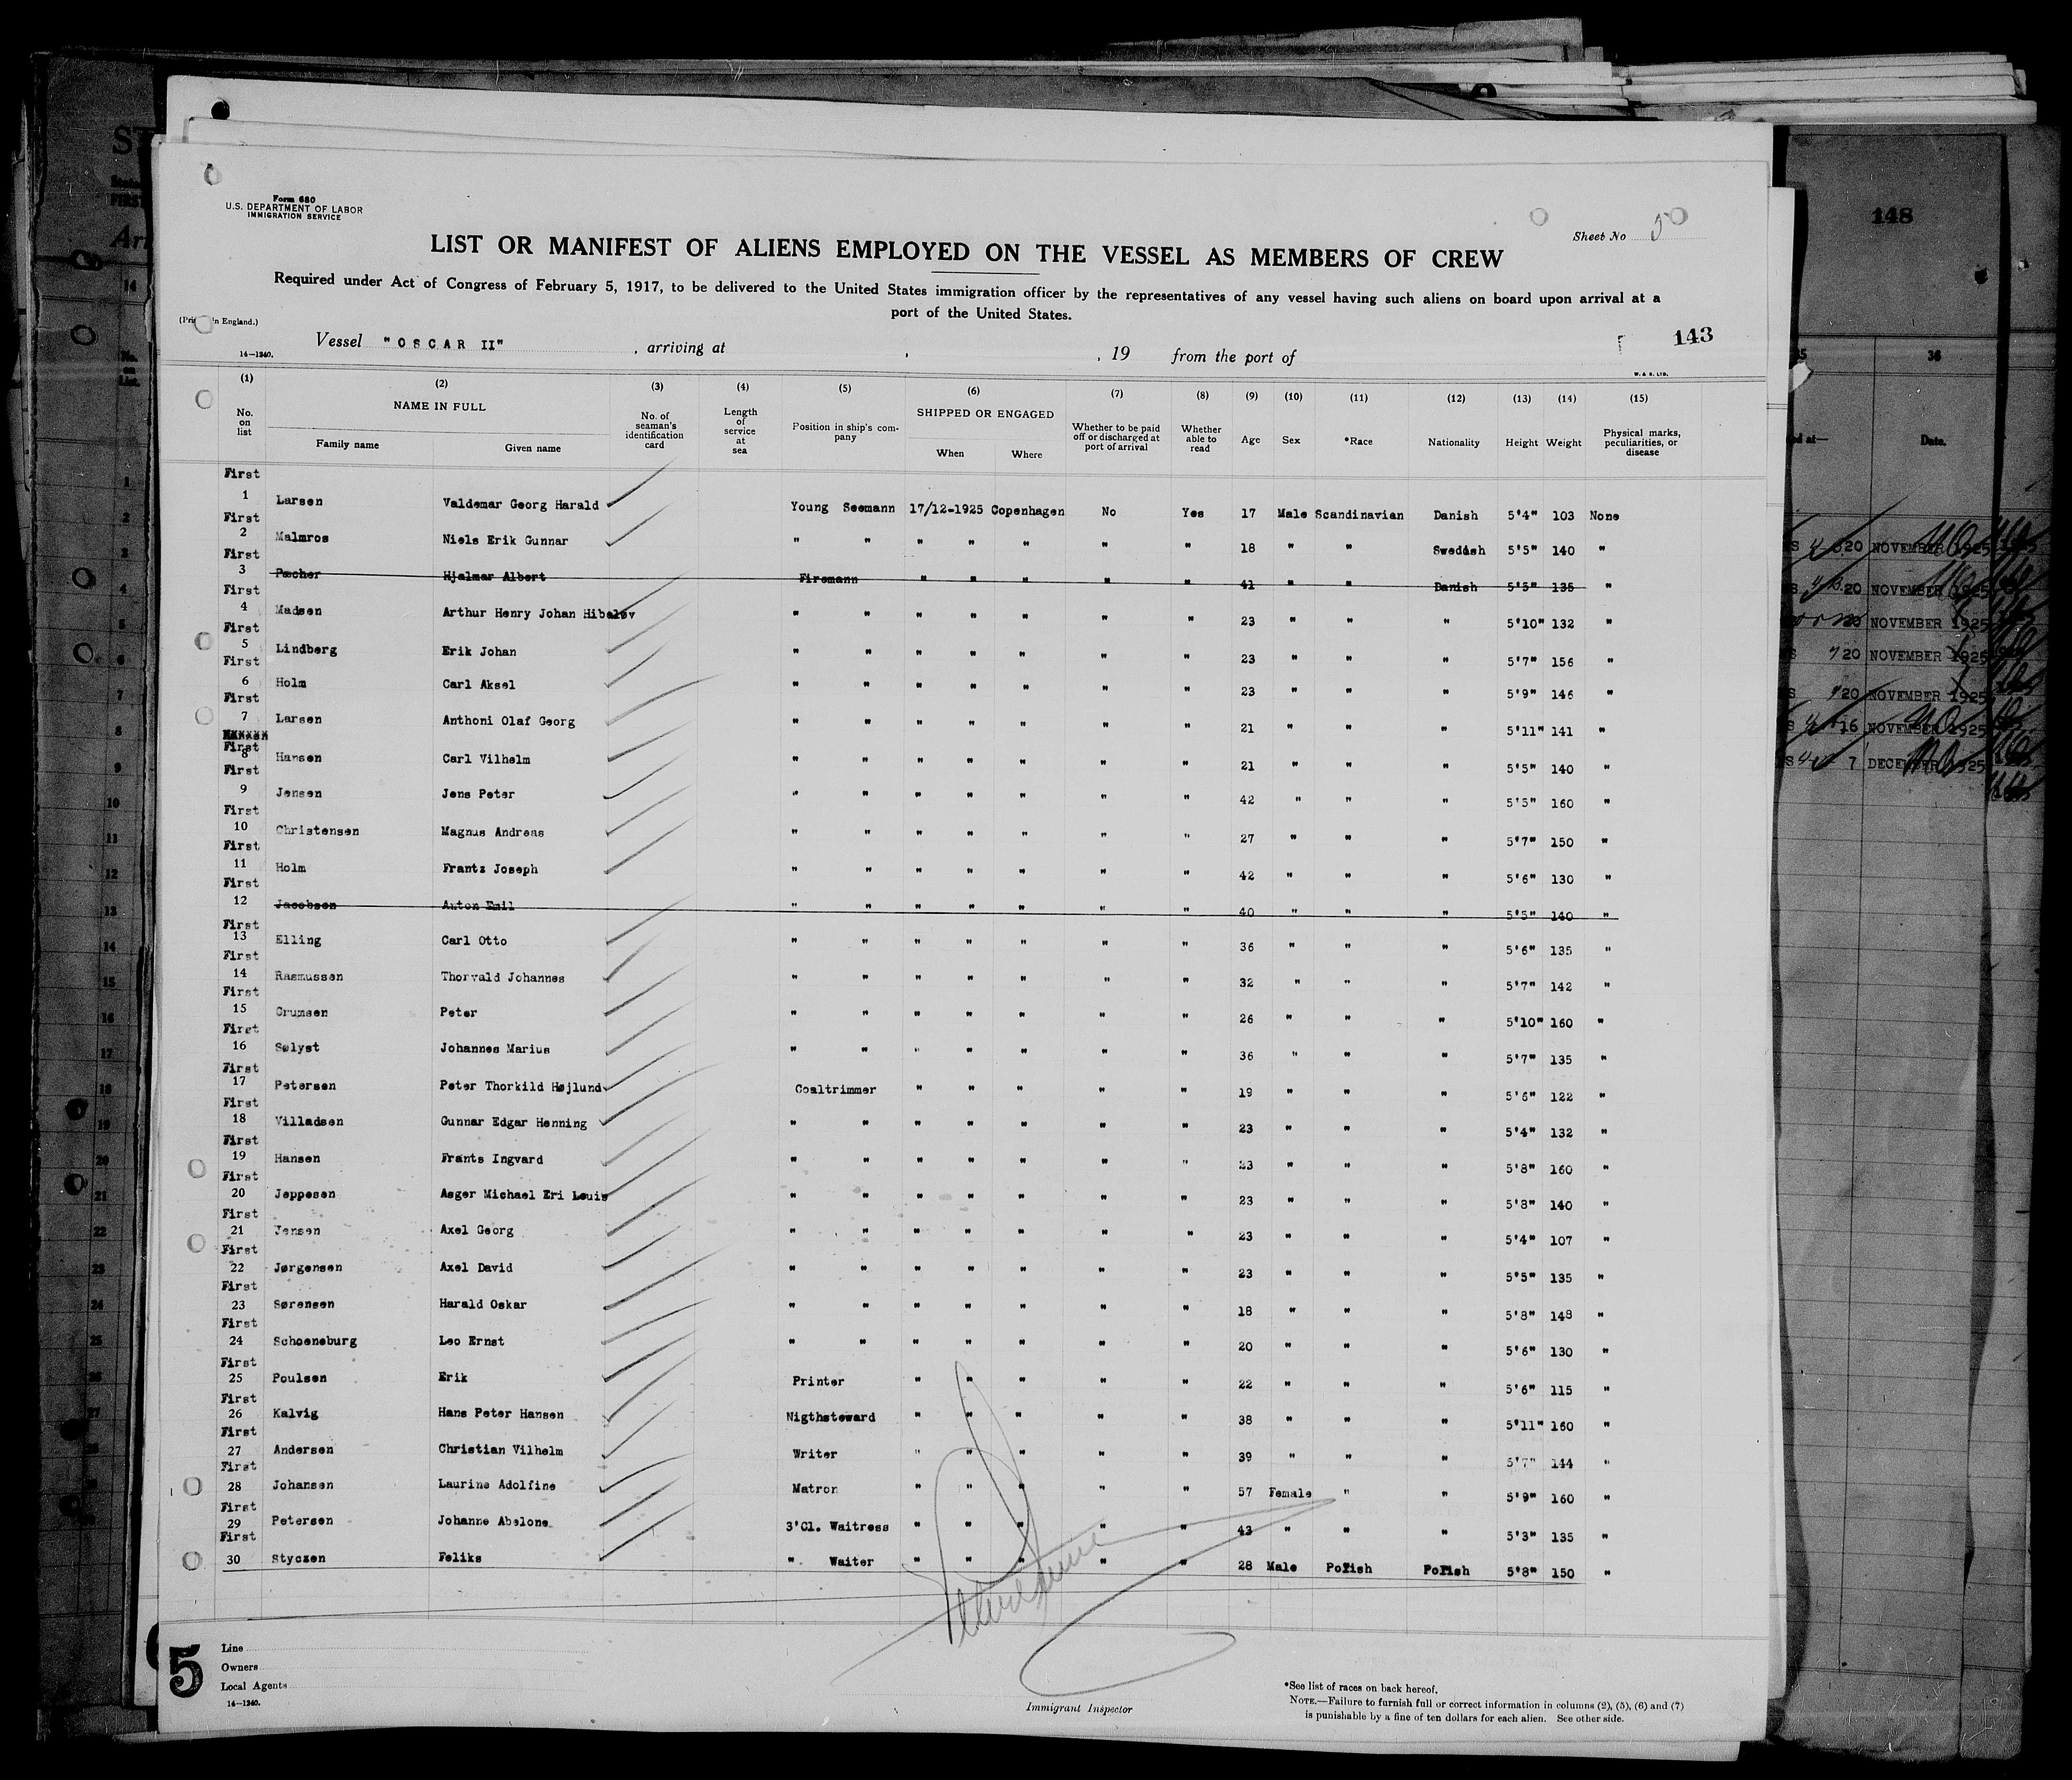 Form 680
U.S. DEPARTMENT OF LABOR
IMMIGRATION SERVICE
Sheet No 5
LIST OR MANIFEST OF ALIENS EMPLOYED ON THE VESSEL AS MEMBERS OF CREW
Required under Act of Congress of February 5, 1917, to be delivered to the United States immigration officer by the representatives of any vessel having such aliens on board upon arrival at a
port of the United States.
in England.)
143
14—1240.
Vessel "OSCAR II" , arriving at , , 19 from the port of
W. & S. LTD.
(1) (2) (3) (4) (5) (6) (7) (8) (9) (10) (11) (12) (13) (14) (15)
No. on list NAME IN FULL Family name Given name No. of seaman's identification card Length of service at sea Position in ship's company SHIPPED OR ENGAGED When Where Whether to be paid off or discharged at port of arrival Whether able to read Age Sex *Race Nationality Height Weight Physical marks, peculiarities, or disease
First
1 Larsen Valdemar Georg Harald Young Seemann 17/12-1925 Copenhagen No Yes 17 Male Scandinavian Danish 5'4" 103 None
First
2 Malmros Niels Erik Gunnar " " " " " " " 18 " " Swedish 5'5" 140 "
First
3 Pæcher Hjalmar Albert Firemann " " " " " 41 " " Danish 5'5" 135 "
First
4 Madsen Arthur Henry Johan Hibeløv " " " " " " " 23 " " " 5'10" 132 "
First
5 Lindberg Erik Johan " " " " " " " 23 " " " 5'7" 156 "
First
6 Holm Carl Aksel " " " " " " " 23 " " " 5'9" 146 "
First
7 Larsen Anthoni Olaf Georg " " " " " " " 21 " " " 5'11" 141 "
First
8 Hansen Carl Vilhelm " " " " " " " 21 " " " 5'5" 140 "
First
9 Jensen Jens Peter " " " " " " " 42 " " " 5'5" 160 "
First
10 Christensen Magnus Andreas " " " " " " " 27 " " " 5'7" 150 "
First
11 Holm Frantz Joseph " " " " " " " 42 " " " 5'6" 130 "
First
12 Jacobsen Anton Emil " " " " " " " 40 " " " 5'5" 140 "
First
13 Elling Carl Otto " " " " " " " 36 " " " 5'6" 135 "
First
14 Rasmussen Thorvald Johannes " " " " " " " 32 " " " 5'7" 142 "
First
15 Crumsen Peter " " " " " " " 26 " " " 5'10" 160 "
First
16 Sølyst Johannes Marius " " " " " " " 36 " " " 5'7" 135 "
First
17 Petersen Peter Thorkild Højlund Coaltrimmer " " " " " 19 " " " 5'6" 122 "
First
18 Villadsen Gunnar Edgar Henning " " " " " " " 23 " " " 5'4" 132 "
First
19 Hansen Frants Ingvard " " " " " " " 23 " " " 5'8" 160 "
First
20 Jeppesen Asger Michael Eri Louis " " " " " " " 23 " " " 5'8" 140 "
First
21 Jensen Axel Georg " " " " " " " 23 " " " 5'4" 107 "
First
22 Jørgensen Axel David " " " " " " " 23 " " " 5'5" 135 "
First
23 Sørensen Harald Oskar " " " " " " " 18 " " " 5'8" 148 "
First
24 Schoeneburg Leo Ernst " " " " " " " 20 " " " 5'6" 130 "
First
25 Poulsen Erik Printer " " " " " 22 " " " 5'6" 115 "
First
26 Kalvig Hans Peter Hansen Nigthsteward " " " " " 38 " " " 5'11" 160 "
First
27 Andersen Christian Vilhelm Writer " " " " " 39 " " " 5'7" 144 "
First
28 Johansen Laurine Adolfine Matron " " " " " 57 Female " " 5'9" 160 "
First
29 Petersen Johanne Abelone 3'Cl. Waitress " " " " " 43 " " " 5'3" 135 "
First
30 Styczen Feliks " Waiter " " " " " 28 Male Polish Polish 5'8" 150 "
5
Line
Owners
Local Agents
14—1240.
Immigrant Inspector
*See list of races on back hereof.
NOTE.—Failure to furnish full or correct information in columns (2), (5), (6) and (7)
is punishable by a fine of ten dollars for each alien. See other side.
148
36
Date.
20 NOVEMBER 1925
20 NOVEMBER 1925
NOVEMBER 1925
20 NOVEMBER 1925
20 NOVEMBER 1925
16 NOVEMBER 1925
7 DECEMBER 1925